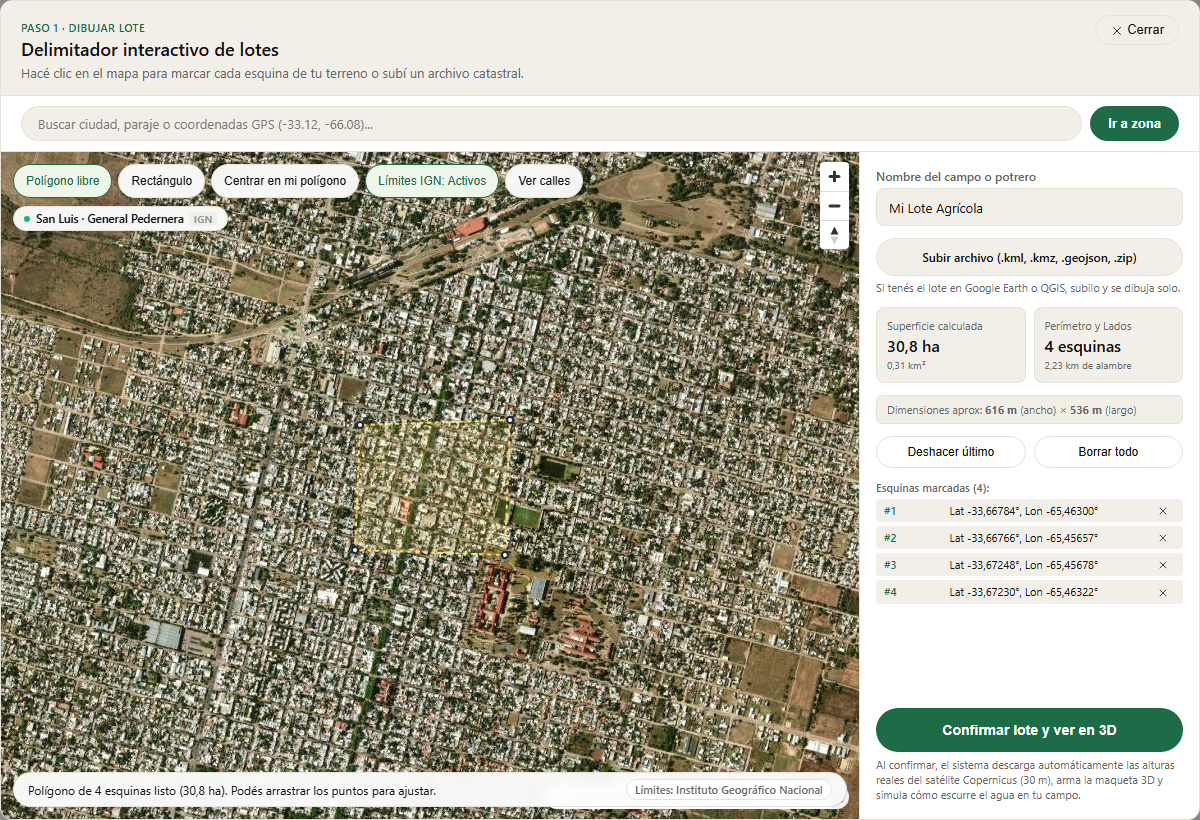 PASO 1 · DIBUJAR LOTE
Delimitador interactivo de lotes
Hacé clic en el mapa para marcar cada esquina de tu terreno o subí un archivo catastral.
× Cerrar
Buscar ciudad, paraje o coordenadas GPS (-33.12, -66.08)...
Ir a zona
Polígono libre
Rectángulo
Centrar en mi polígono
Límites IGN: Activos
Ver calles
San Luis · General Pedernera IGN
Nombre del campo o potrero
Mi Lote Agrícola
Subir archivo (.kml, .kmz, .geojson, .zip)
Si tenés el lote en Google Earth o QGIS, subilo y se dibuja solo.
Superficie calculada
30,8 ha
0,31 km²
Perímetro y Lados
4 esquinas
2,23 km de alambre
Dimensiones aprox: 616 m (ancho) × 536 m (largo)
Deshacer último
Borrar todo
Esquinas marcadas (4):
#1 Lat -33,66784°, Lon -65,46300° ×
#2 Lat -33,66766°, Lon -65,45657° ×
#3 Lat -33,67248°, Lon -65,45678° ×
#4 Lat -33,67230°, Lon -65,46322° ×
Confirmar lote y ver en 3D
Al confirmar, el sistema descarga automáticamente las alturas
reales del satélite Copernicus (30 m), arma la maqueta 3D y
simula cómo escurre el agua en tu campo.
Polígono de 4 esquinas listo (30,8 ha). Podés arrastrar los puntos para ajustar.
Límites: Instituto Geográfico Nacional